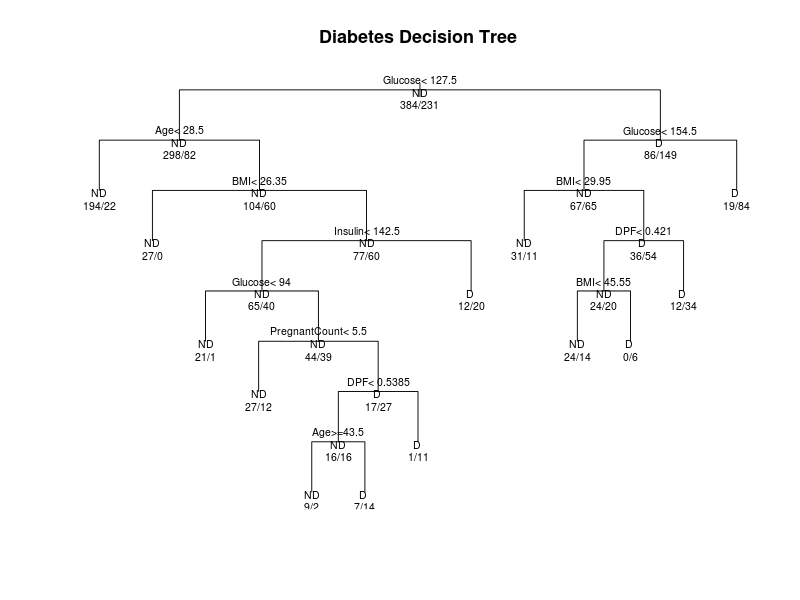 Diabetes Decision Tree
Glucose< 127.5
ND
384/231
Age< 28.5
ND
298/82
Glucose< 154.5
D
86/149
ND
194/22
BMI< 26.35
ND
104/60
BMI< 29.95
ND
67/65
D
19/84
ND
27/0
Insulin< 142.5
ND
77/60
ND
31/11
DPF< 0.421
D
36/54
Glucose< 94
ND
65/40
D
12/20
BMI< 45.55
ND
24/20
D
12/34
ND
21/1
PregnantCount< 5.5
ND
44/39
ND
24/14
D
0/6
ND
27/12
DPF< 0.5385
D
17/27
Age>=43.5
ND
16/16
D
1/11
ND
9/2
D
7/14